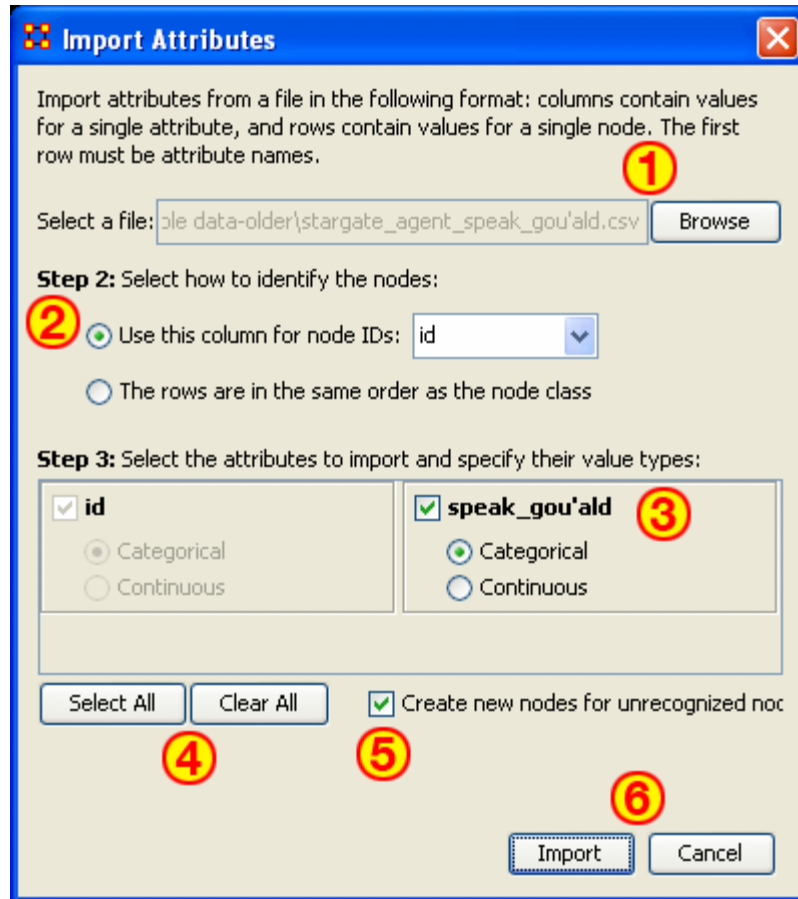 Import Attributes
Import attributes from a file in the following format: columns contain values
for a single attribute, and rows contain values for a single node. The first
row must be attribute names.
1
Select a file: ole data-older\stargate_agent_speak_gou'ald.csv Browse
Step 2: Select how to identify the nodes:
2
Use this column for node IDs: id
The rows are in the same order as the node class
Step 3: Select the attributes to import and specify their value types:
id speak_gou'ald 3
Categorical Categorical
Continuous Continuous
Select All Clear All Create new nodes for unrecognized noc
4 5
6
Import Cancel